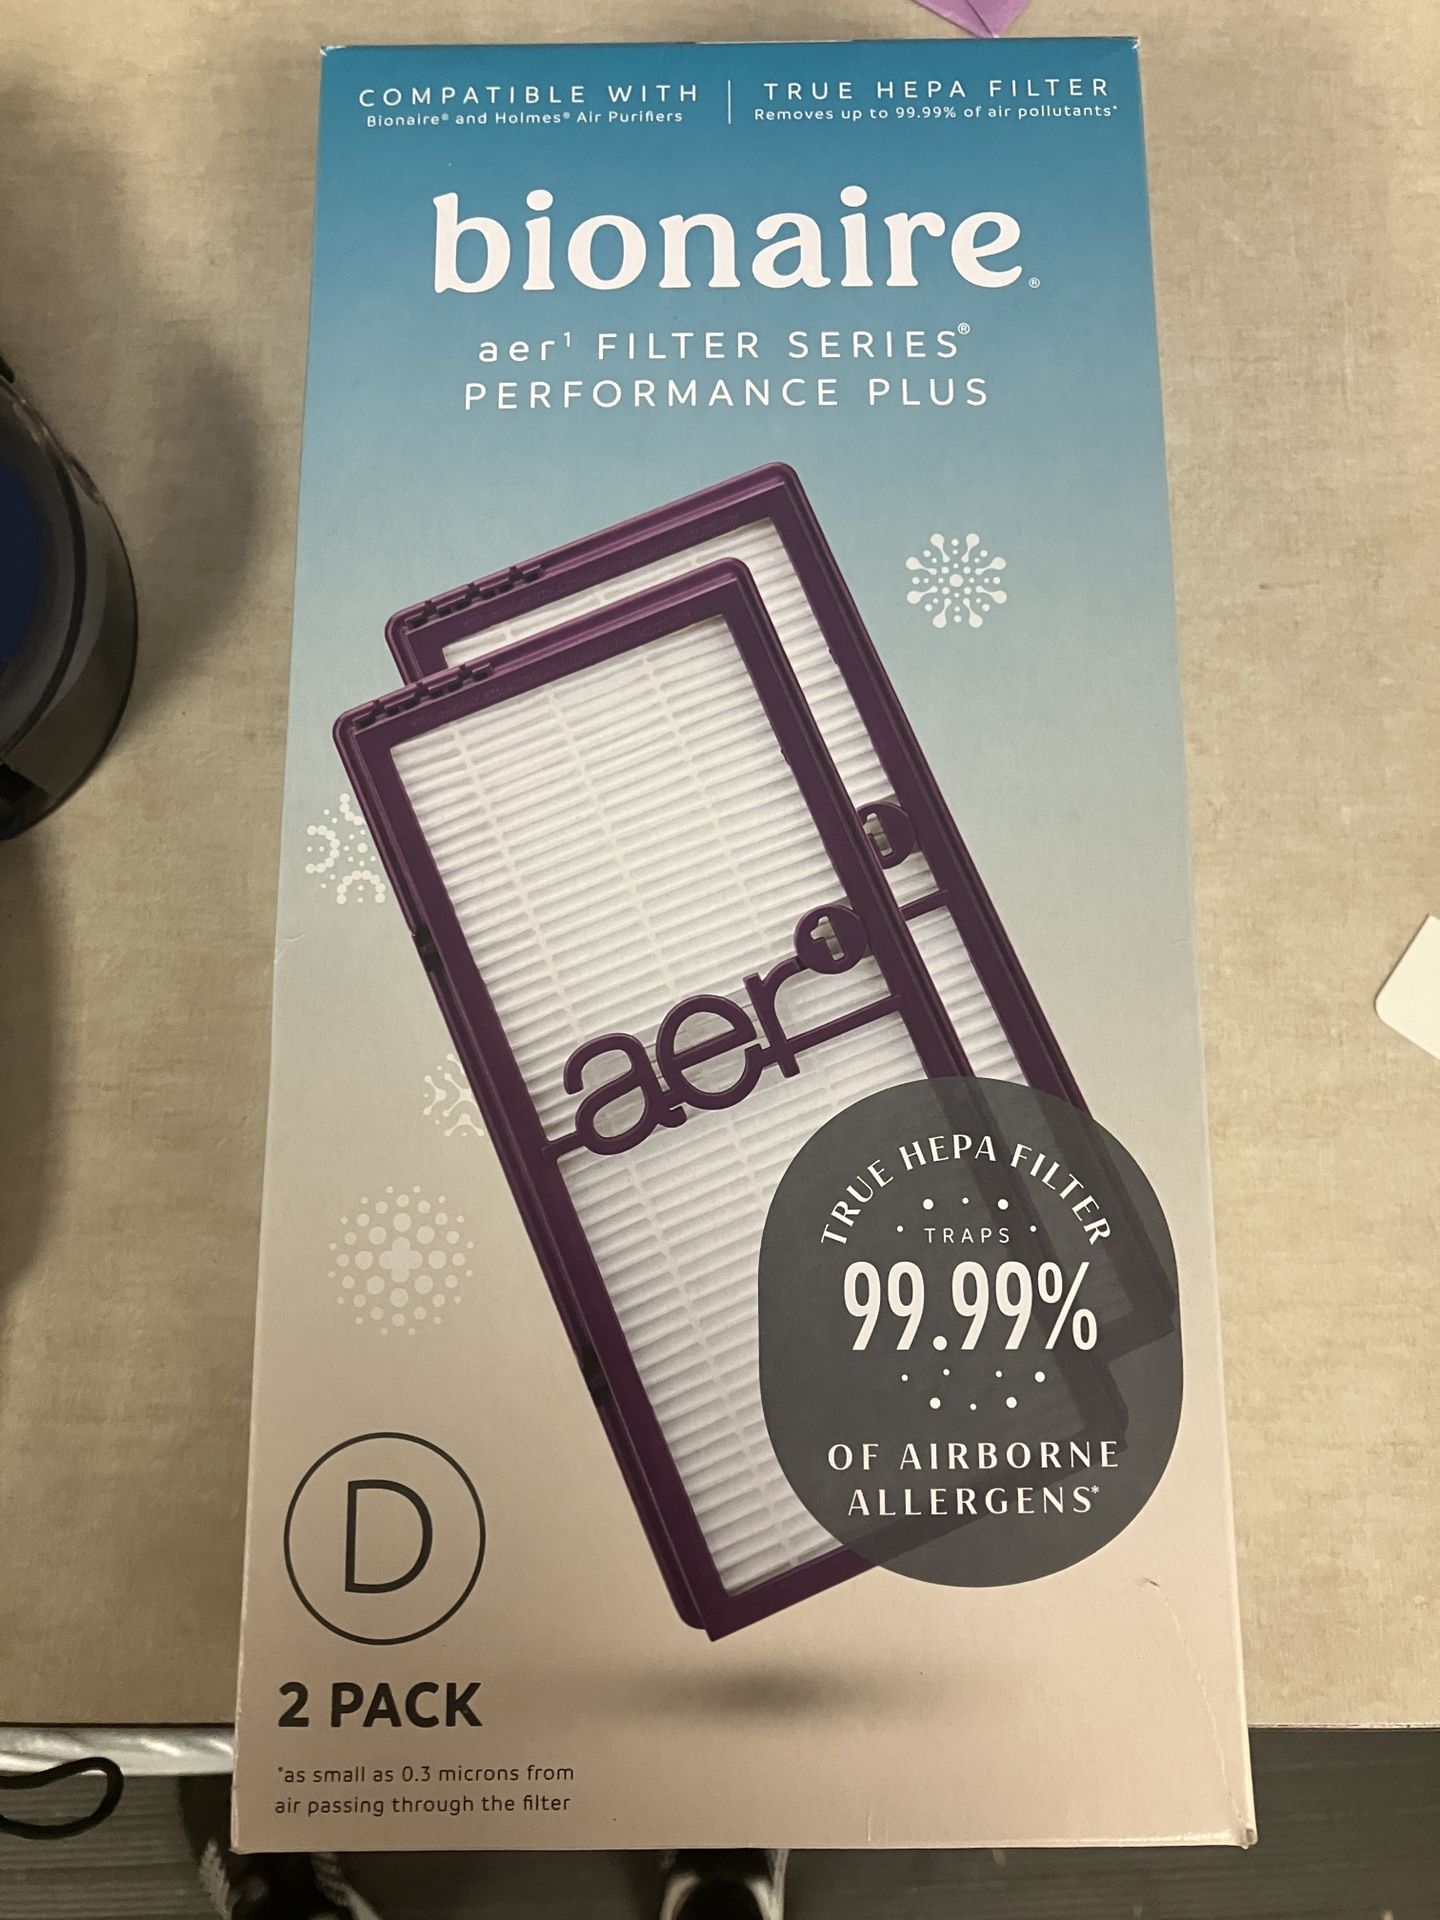 COMPATIBLE WITH
Bionaire® and Holmes® Air Purifiers
TRUE HEPA FILTER
Removes up to 99.99% of air pollutants*
bionaire®
aer¹ FILTER SERIES®
PERFORMANCE PLUS
1
aer1
TRUE HEPA FILTER
TRAPS
99.99%
OF AIRBORNE
ALLERGENS*
D
2 PACK
*as small as 0.3 microns from
air passing through the filter